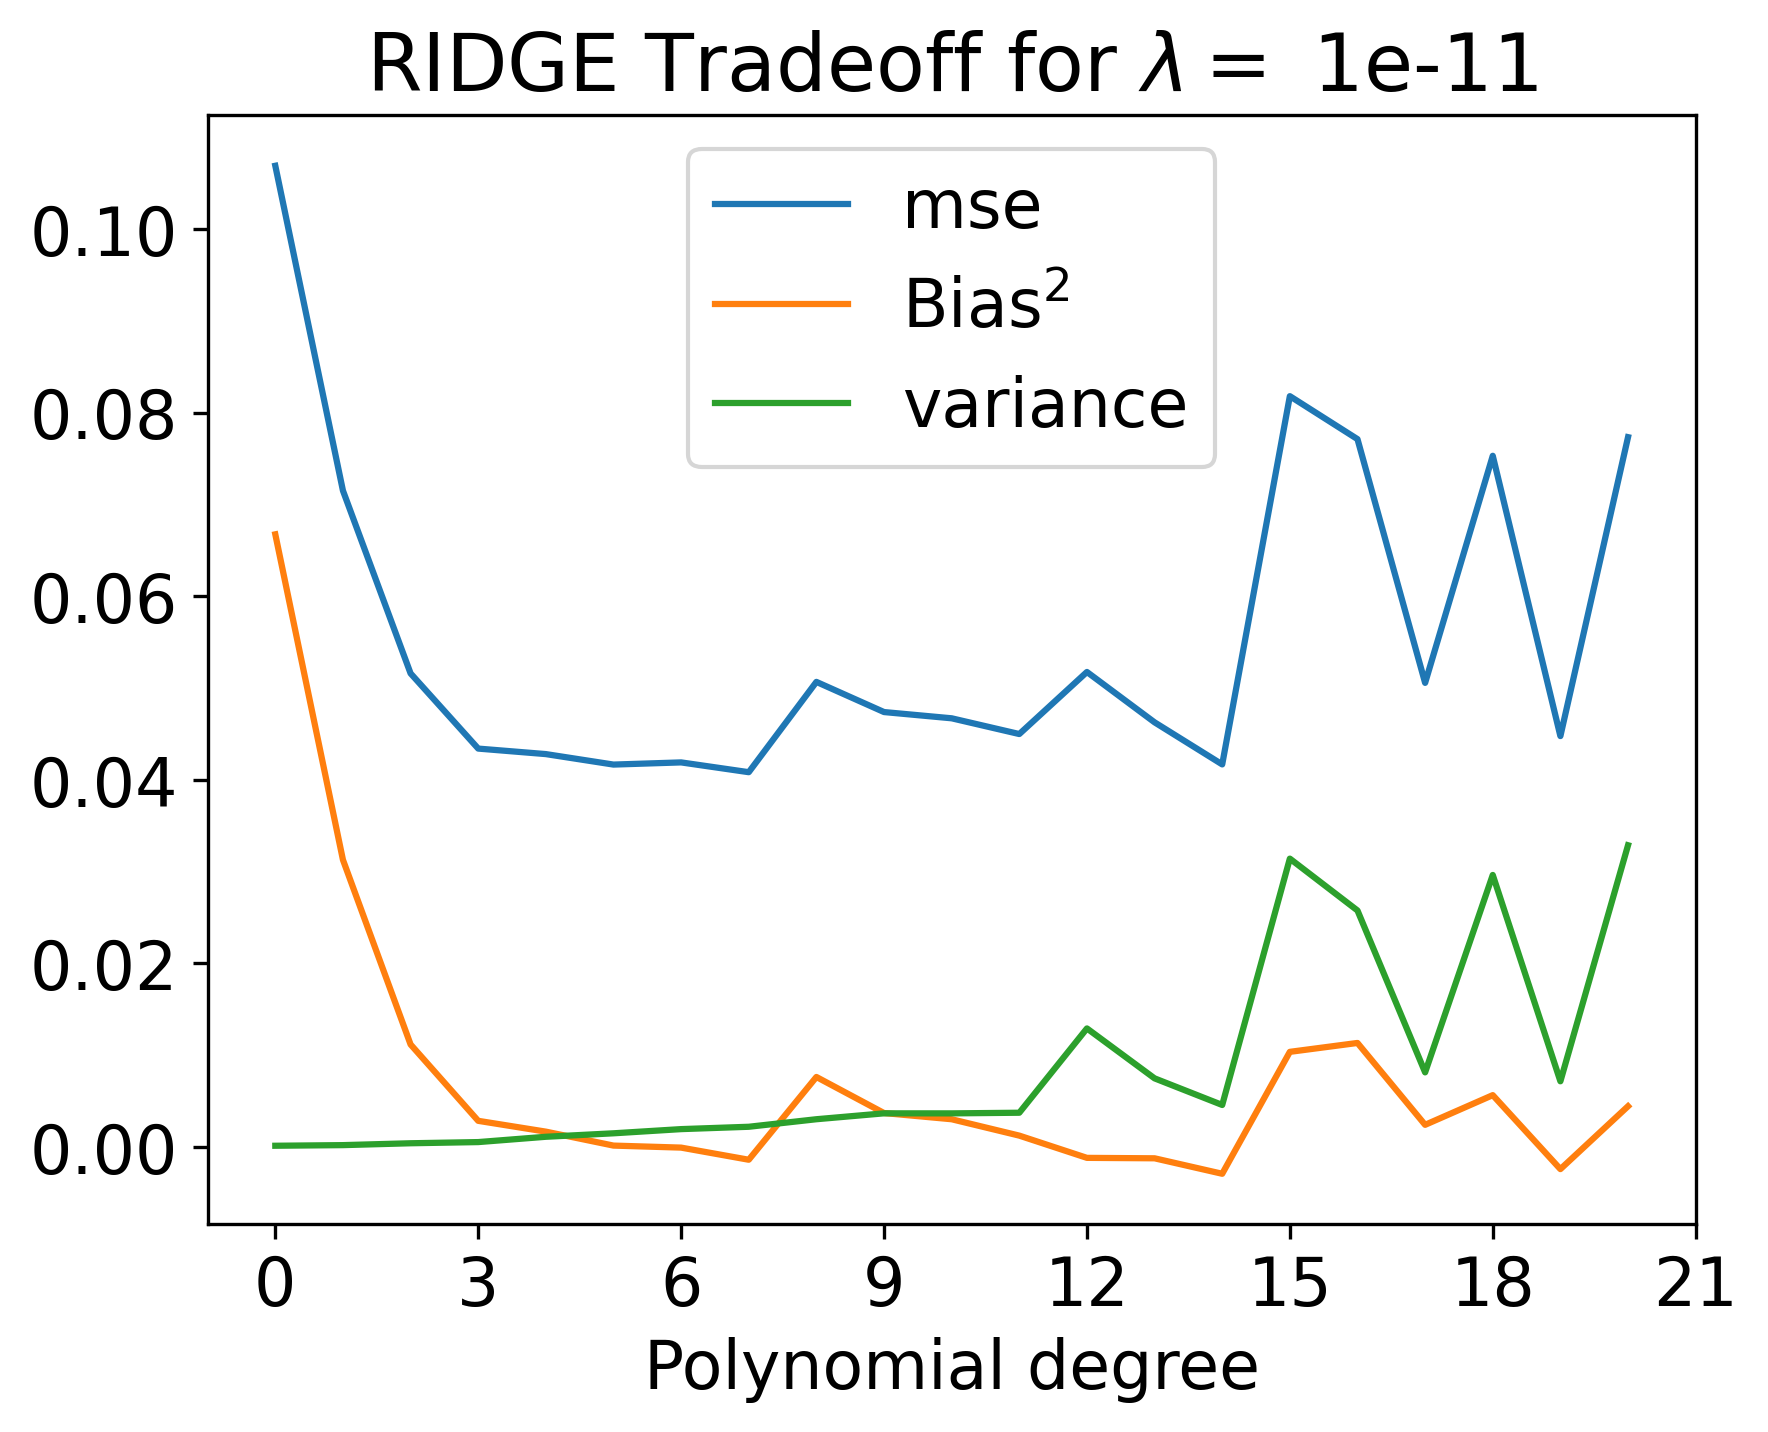 RIDGE Tradeoff for λ = 1e-11
mse
Bias²
variance
0.10
0.08
0.06
0.04
0.02
0.00
0 3 6 9 12 15 18 21
Polynomial degree